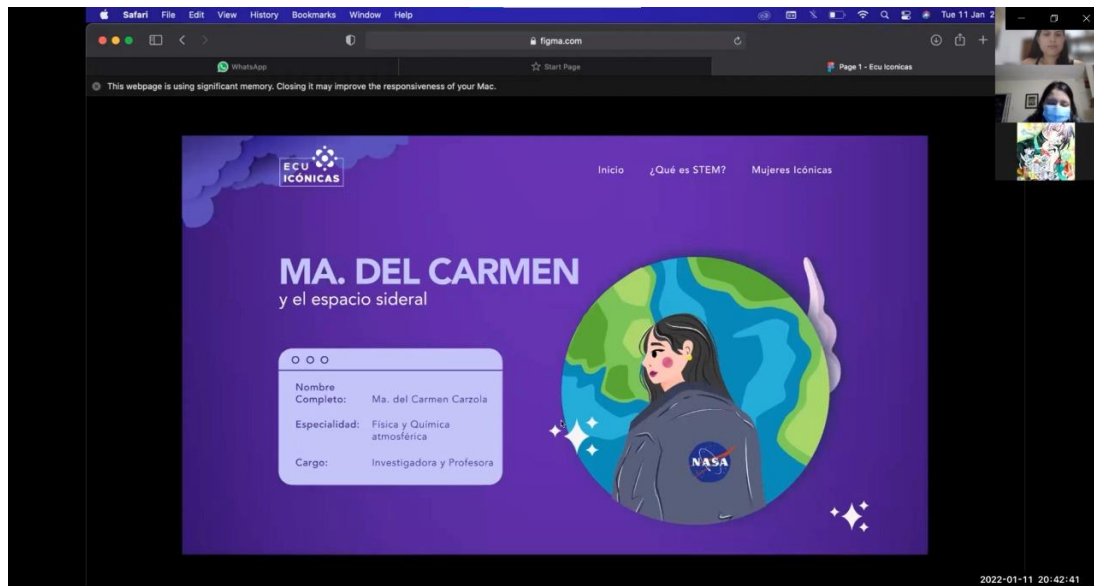 Safari File Edit View History Bookmarks Window Help
Tue 11 Jan 2
figma.com
WhatsApp
Start Page
Page 1 - Ecu Iconicas
This webpage is using significant memory. Closing it may improve the responsiveness of your Mac.
ECU
ICÓNICAS
Inicio ¿Qué es STEM? Mujeres Icónicas
MA. DEL CARMEN
y el espacio sideral
Nombre
Completo: Ma. del Carmen Carzola
Especialidad: Física y Química
atmosférica
Cargo: Investigadora y Profesora
NASA
2022-01-11 20:42:41